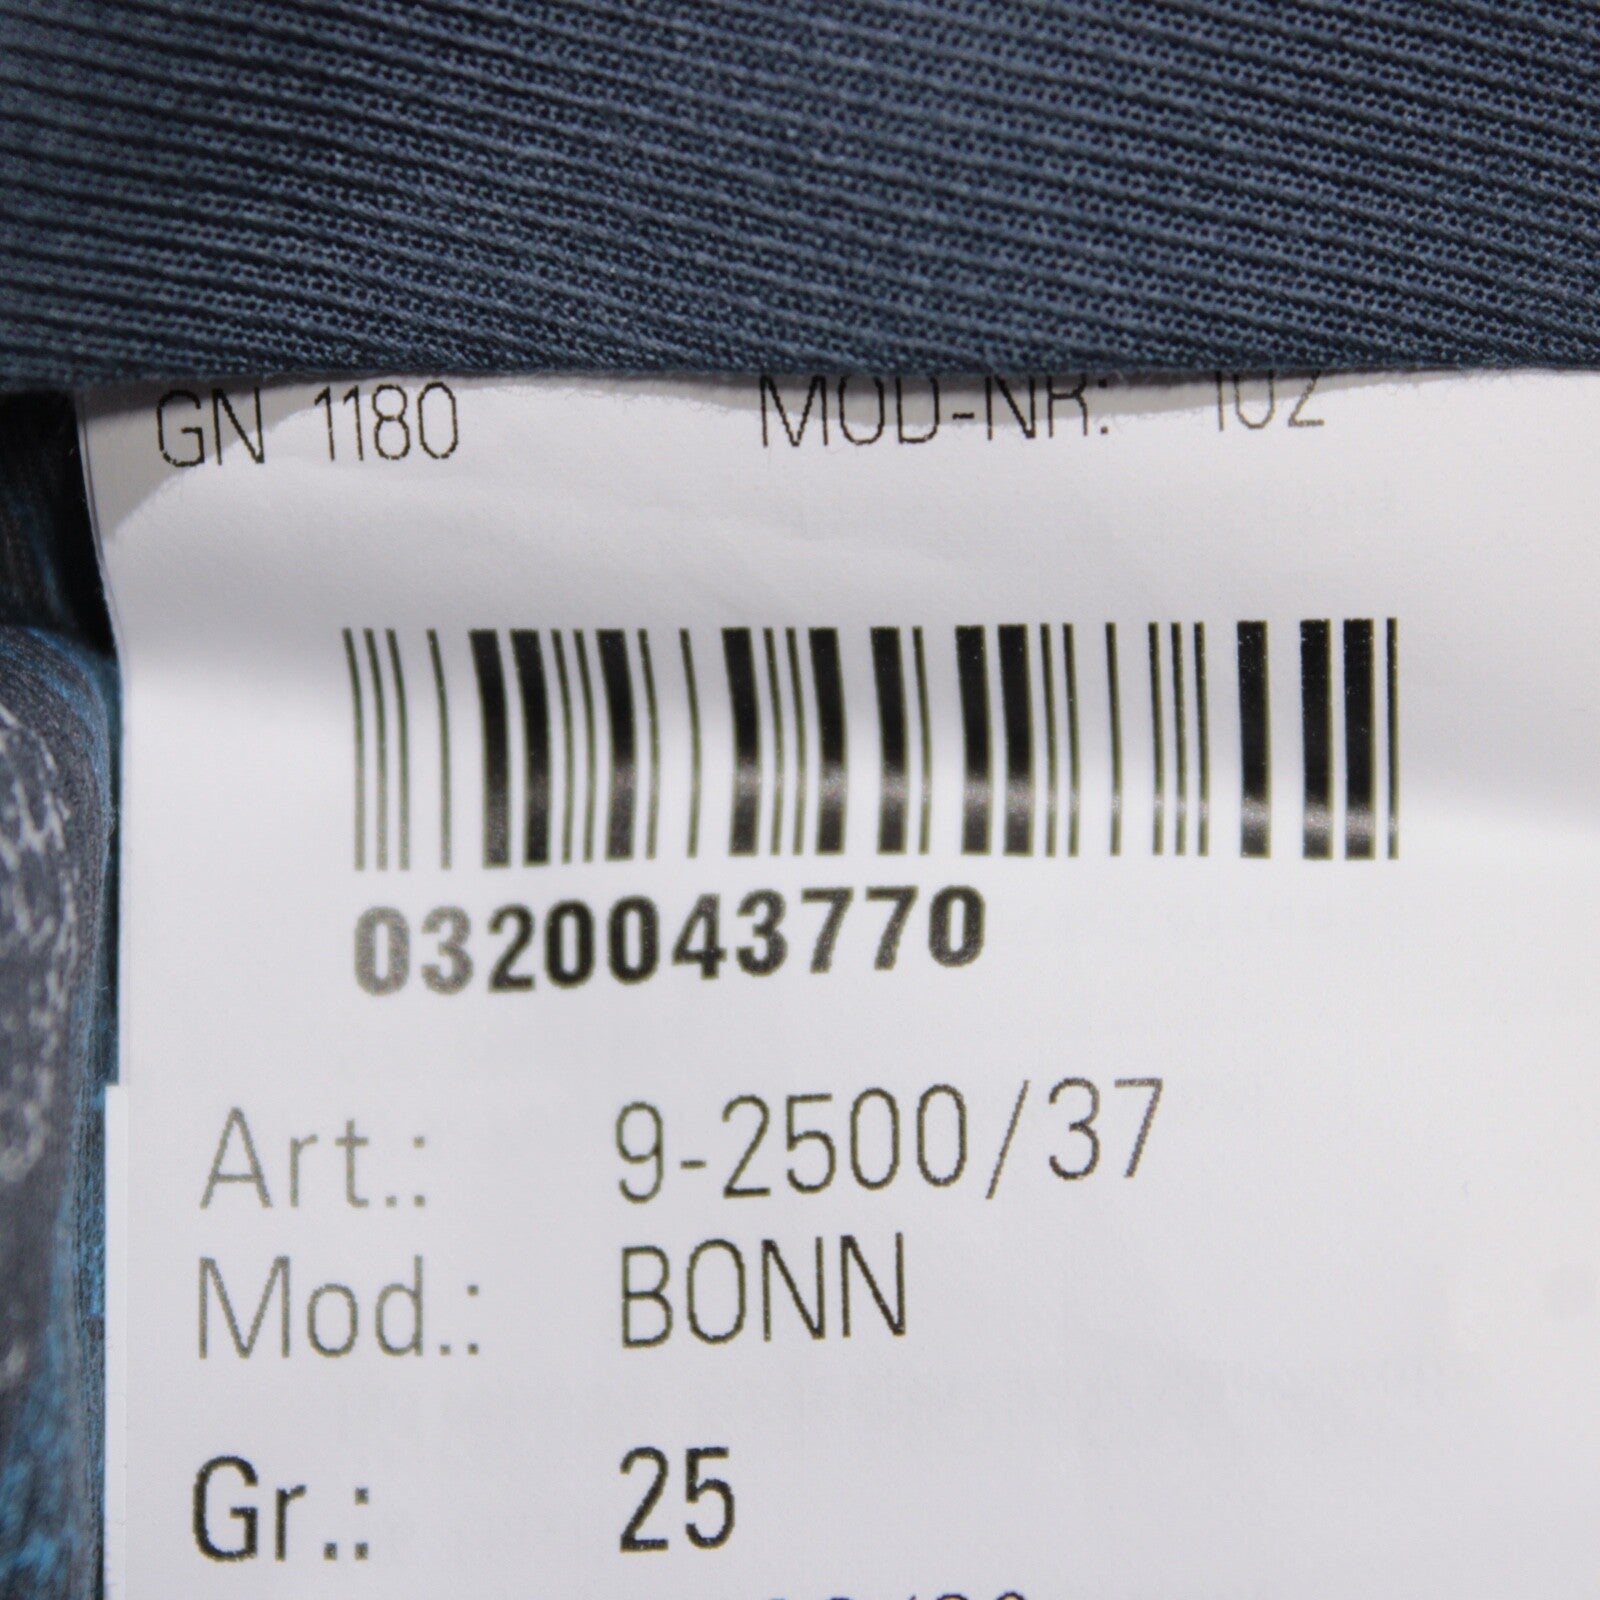 GN 1180 MOD-NR: 102
0320043770
Art.: 9-2500/37
Mod.: BONN
Gr.: 25